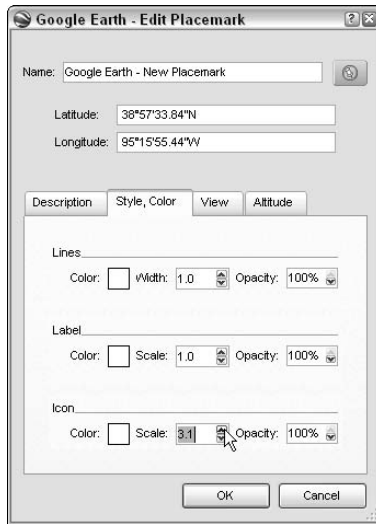 Google Earth - Edit Placemark
Name: Google Earth - New Placemark
Latitude: 38°57'33.84"N
Longitude: 95°15'55.44"W
Description Style, Color View Altitude
Lines
Color: Width: 1.0 Opacity: 100%
Label
Color: Scale: 1.0 Opacity: 100%
Icon
Color: Scale: 3.1 Opacity: 100%
OK Cancel